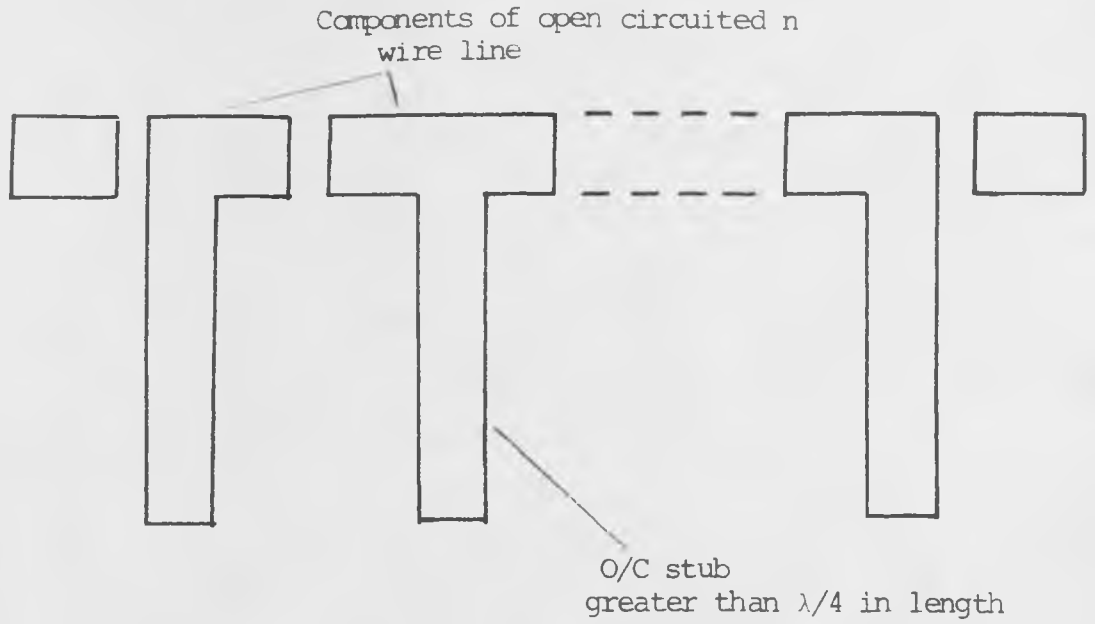 Components of open circuited n
wire line
O/C stub
greater than λ/4 in length